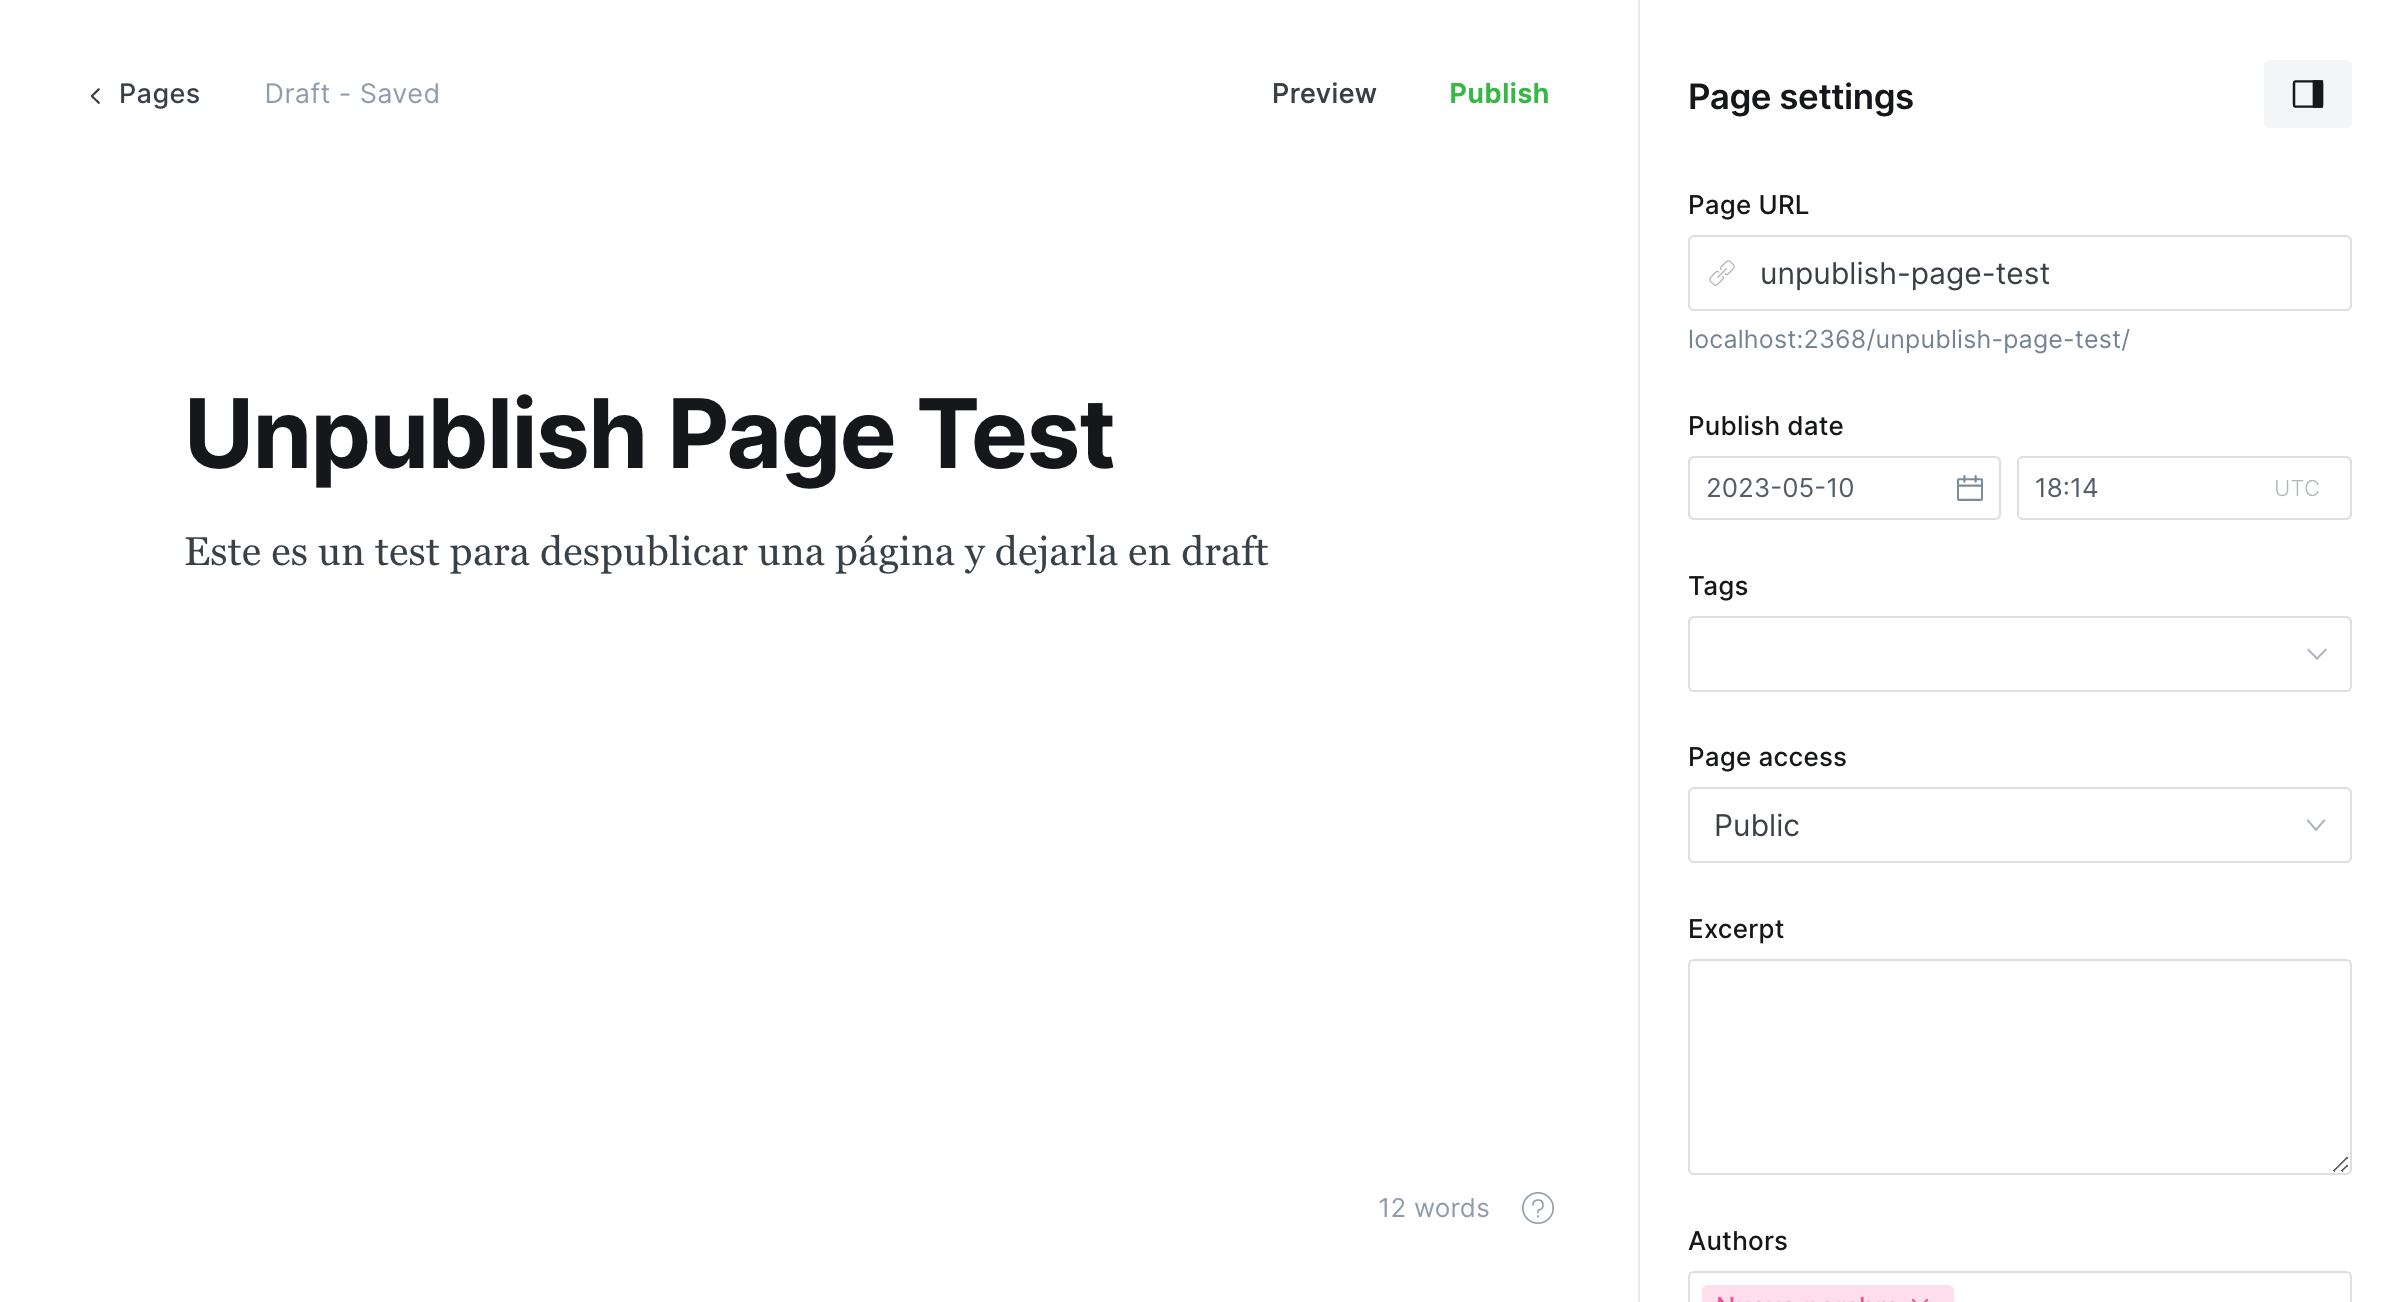 Pages
Draft - Saved
Preview
Publish
Unpublish Page Test
Este es un test para despublicar una página y dejarla en draft
12 words
?
Page settings
Page URL
unpublish-page-test
localhost:2368/unpublish-page-test/
Publish date
2023-05-10
18:14 UTC
Tags
Page access
Public
Excerpt
Authors